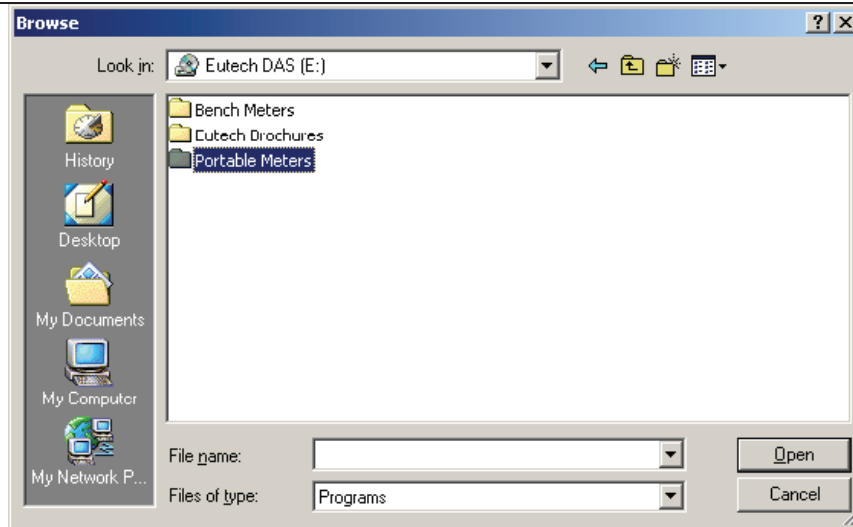 Browse
Look in: Eutech DAS (E:)
Bench Meters
Eutech Brochures
Portable Meters
History
Desktop
My Documents
My Computer
My Network P...
File name:
Open
Files of type: Programs
Cancel